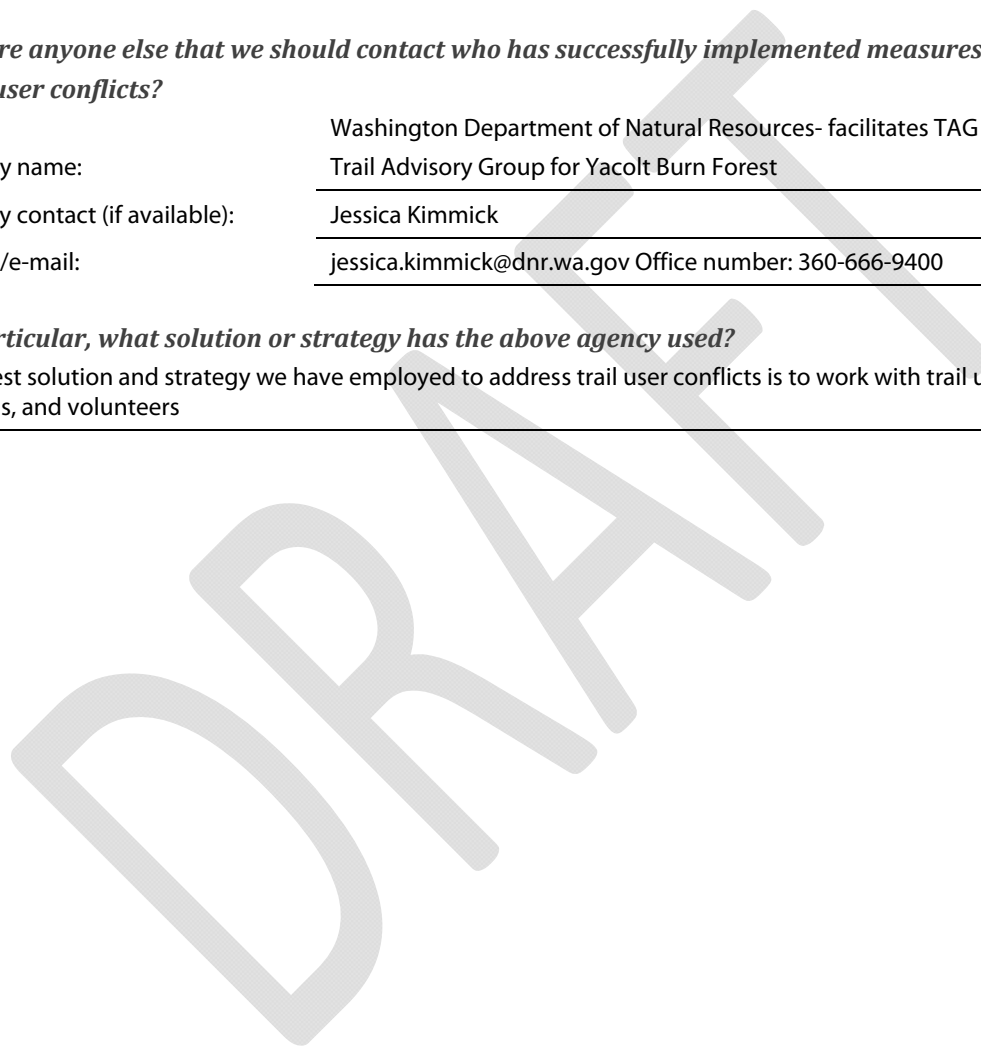 re anyone else that we should contact who has successfully implemented measures
user conflicts?
Washington Department of Natural Resources- facilitates TAG
y name: Trail Advisory Group for Yacolt Burn Forest
y contact (if available): Jessica Kimmick
/e-mail: jessica.kimmick@dnr.wa.gov Office number: 360-666-9400
rticular, what solution or strategy has the above agency used?
est solution and strategy we have employed to address trail user conflicts is to work with trail u
s, and volunteers
DRAFT